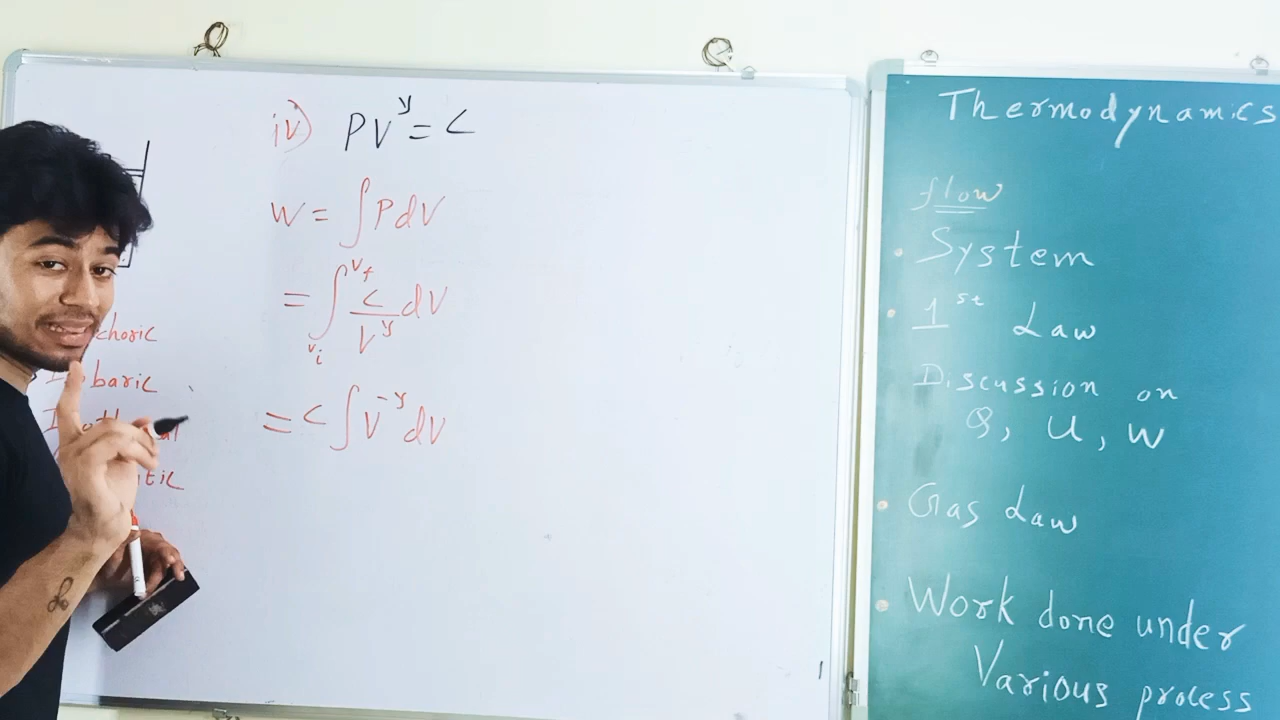 iv) PV^γ = C
W = ∫PdV
= ∫_{Vi}^{Vf} C/V^γ dV
= C ∫V^{-γ} dV
choric
baric
tic
Thermodynamics
flow
• System
• 1st Law
Discussion on
Q, U, W
• Gas Law
• Work done under
Various process